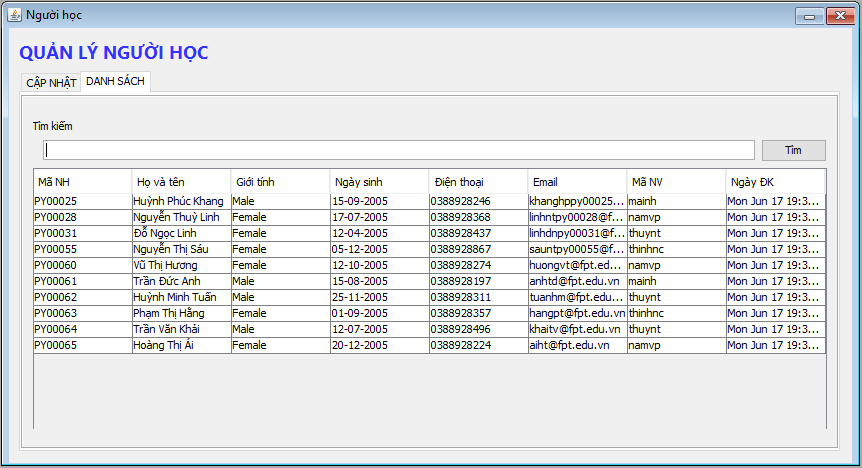 Người học
QUẢN LÝ NGƯỜI HỌC
CẬP NHẬT DANH SÁCH
Tìm kiếm
Tìm
Mã NH Họ và tên Giới tính Ngày sinh Điện thoại Email Mã NV Ngày ĐK
PY00025 Huỳnh Phúc Khang Male 15-09-2005 0388928246 khanghppy00025... mainh Mon Jun 17 19:3...
PY00028 Nguyễn Thuỳ Linh Female 17-07-2005 0388928368 linhntpy00028@f... namvp Mon Jun 17 19:3...
PY00031 Đỗ Ngọc Linh Female 12-04-2005 0388928437 linhdnpy00031@f... thuynt Mon Jun 17 19:3...
PY00055 Nguyễn Thị Sáu Female 05-12-2005 0388928867 sauntpy00055@f... thinhnc Mon Jun 17 19:3...
PY00060 Vũ Thị Hương Female 12-10-2005 0388928274 huongvt@fpt.ed... namvp Mon Jun 17 19:3...
PY00061 Trần Đức Anh Male 15-08-2005 0388928197 anhtd@fpt.edu.vn mainh Mon Jun 17 19:3...
PY00062 Huỳnh Minh Tuấn Male 25-11-2005 0388928311 tuanhm@fpt.edu... thuynt Mon Jun 17 19:3...
PY00063 Phạm Thị Hằng Female 01-09-2005 0388928357 hangpt@fpt.edu.vn thinhnc Mon Jun 17 19:3...
PY00064 Trần Văn Khải Male 12-07-2005 0388928496 khaitv@fpt.edu.vn thuynt Mon Jun 17 19:3...
PY00065 Hoàng Thị Ái Female 20-12-2005 0388928224 aiht@fpt.edu.vn namvp Mon Jun 17 19:3...